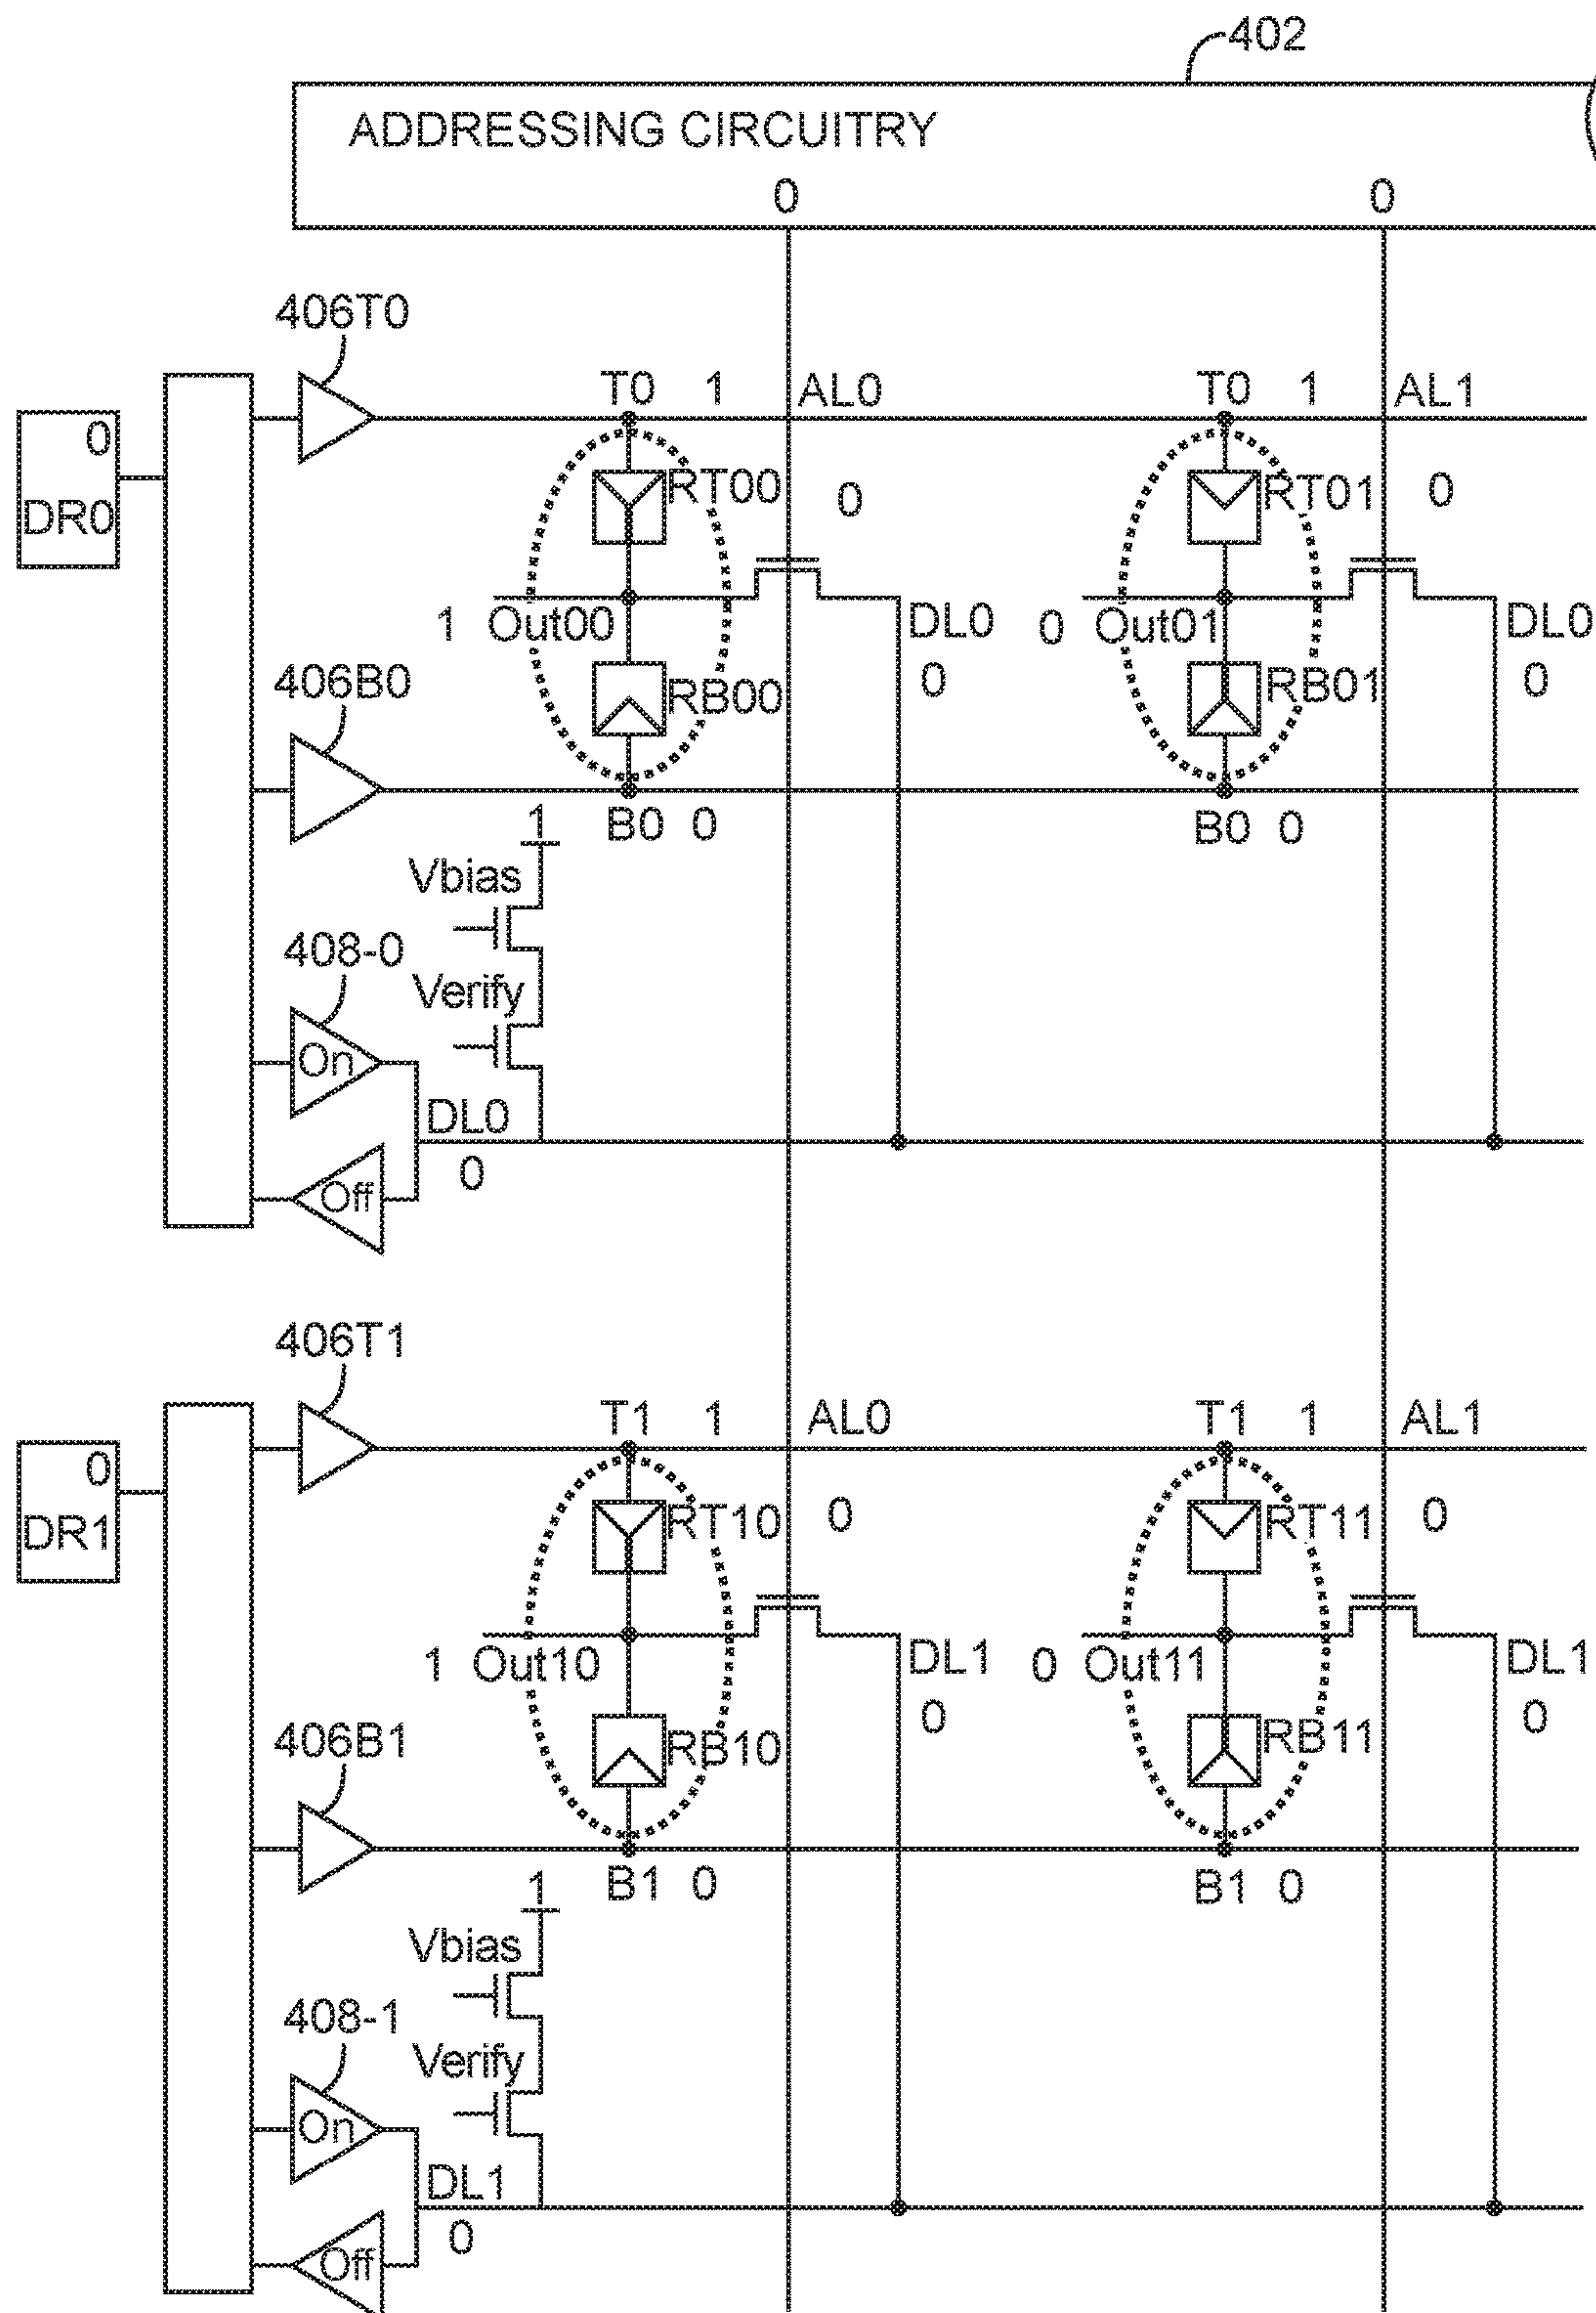 402
ADDRESSING CIRCUITRY
0 0
406T0
T0 1 AL0 T0 1 AL1
0
DR0
RT00 0 RT01 0
1 Out00 DL0 0 Out01 DL0
0 0
406B0
RB00 RB01
1 B0 0 B0 0
Vbias
408-0
Verify
On
DL0
0
Off
406T1
T1 1 AL0 T1 1 AL1
0
DR1
RT10 0 RT11 0
1 Out10 DL1 0 Out11 DL1
0 0
406B1
RB10 RB11
1 B1 0 B1 0
Vbias
408-1
Verify
On
DL1
0
Off